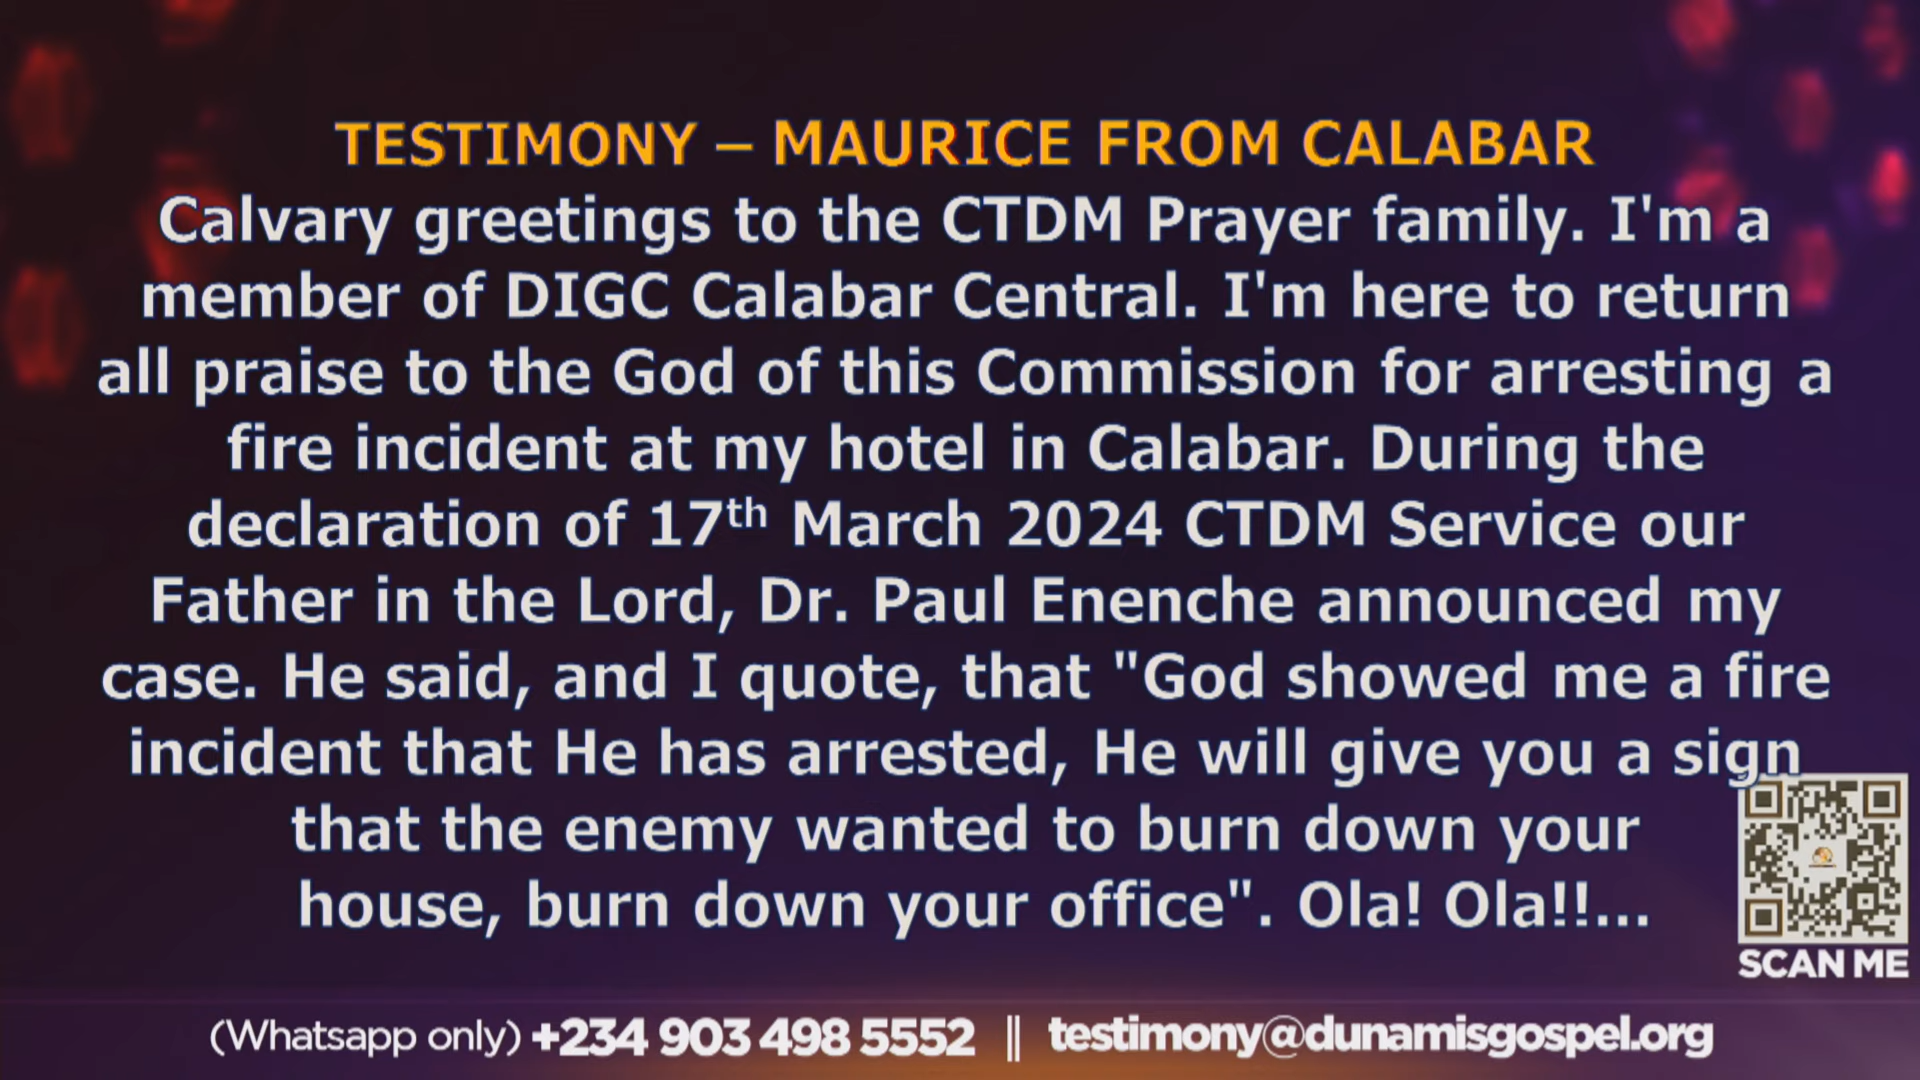 TESTIMONY – MAURICE FROM CALABAR
Calvary greetings to the CTDM Prayer family. I'm a
member of DIGC Calabar Central. I'm here to return
all praise to the God of this Commission for arresting a
fire incident at my hotel in Calabar. During the
declaration of 17th March 2024 CTDM Service our
Father in the Lord, Dr. Paul Enenche announced my
case. He said, and I quote, that "God showed me a fire
incident that He has arrested, He will give you a sign
that the enemy wanted to burn down your
house, burn down your office". Ola! Ola!!...
SCAN ME
(Whatsapp only) +234 903 498 5552 || testimony@dunamisgospel.org